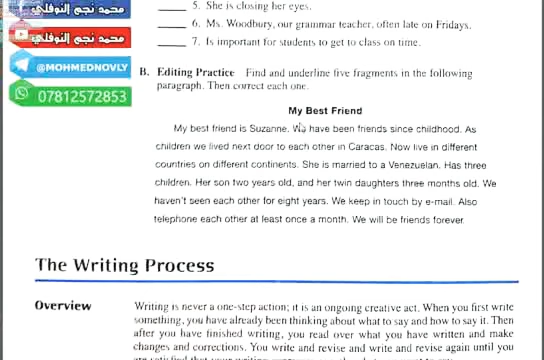 محمد نجم النوفلي
محمد نجم النوفلي
@MOHMEDNOVLY
07812572853
5. She is closing her eyes.
6. Ms. Woodbury, our grammar teacher, often late on Fridays.
7. Is important for students to get to class on time.
B. Editing Practice Find and underline five fragments in the following
paragraph. Then correct each one.
My Best Friend
My best friend is Suzanne. We have been friends since childhood. As
children we lived next door to each other in Caracas. Now live in different
countries on different continents. She is married to a Venezuelan. Has three
children. Her son two years old, and her twin daughters three months old. We
haven't seen each other for eight years. We keep in touch by e-mail. Also
telephone each other at least once a month. We will be friends forever.
The Writing Process
Overview
Writing is never a one-step action; it is an ongoing creative act. When you first write
something, you have already been thinking about what to say and how to say it. Then
after you have finished writing, you read over what you have written and make
changes and corrections. You write and revise and write and revise again until you